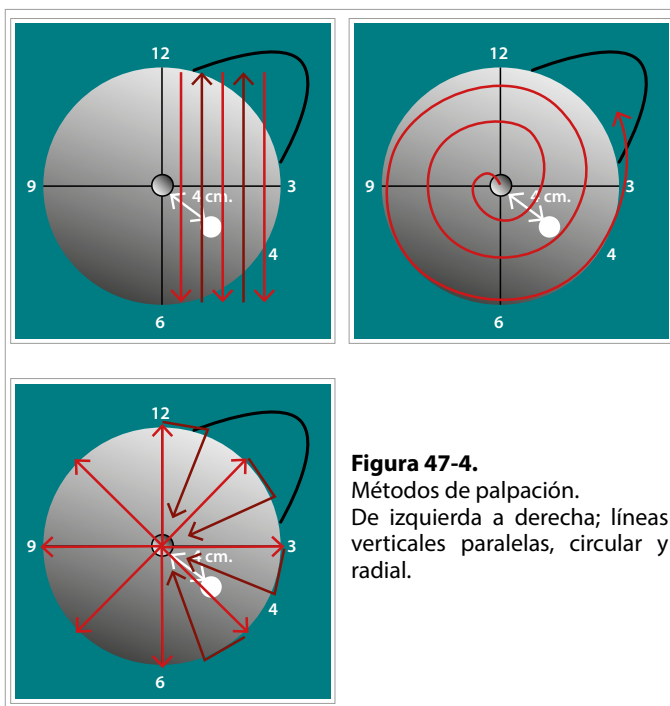 12
9
3
4 cm.
4
6
12
9
3
4 cm.
4
6
12
9
3
4 cm.
4
6
Figura 47-4.
Métodos de palpación.
De izquierda a derecha; líneas
verticales paralelas, circular y
radial.